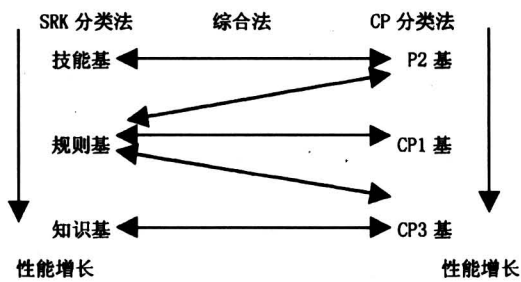 SRK 分类法 综合法 CP 分类法
技能基 P2 基
规则基 CP1 基
知识基 CP3 基
性能增长 性能增长